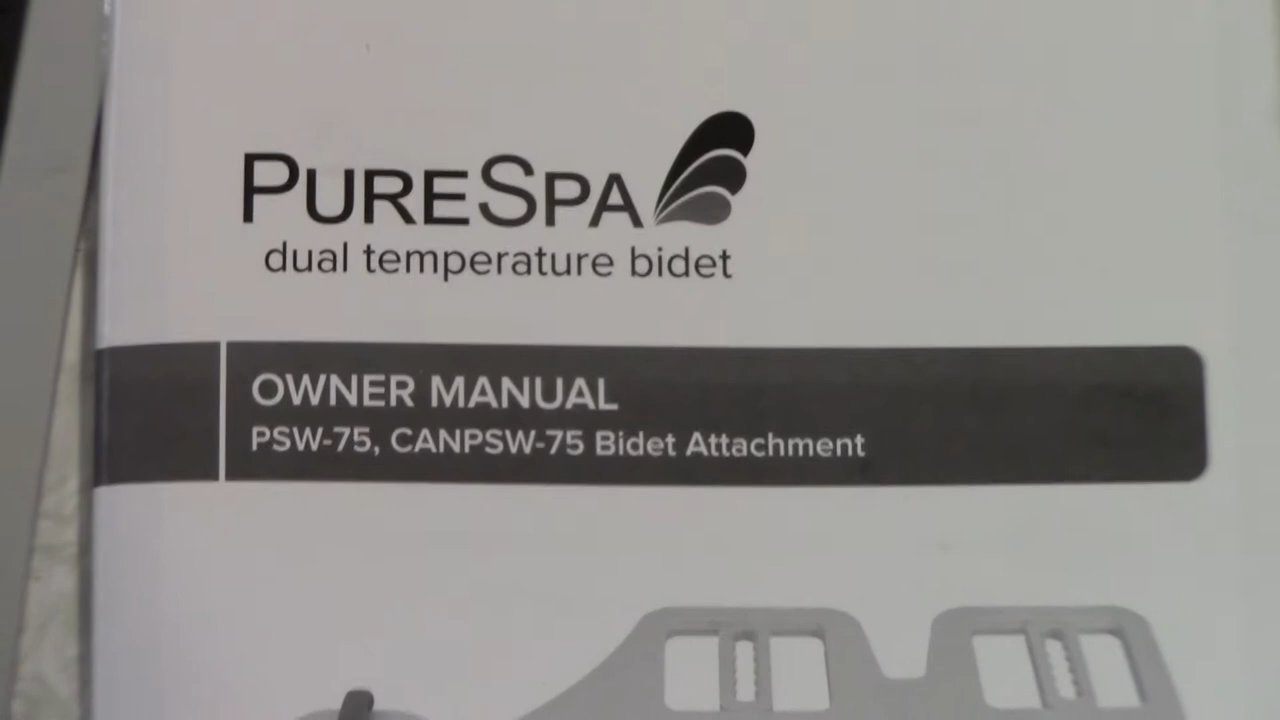 PURESPA
dual temperature bidet
OWNER MANUAL
PSW-75, CANPSW-75 Bidet Attachment